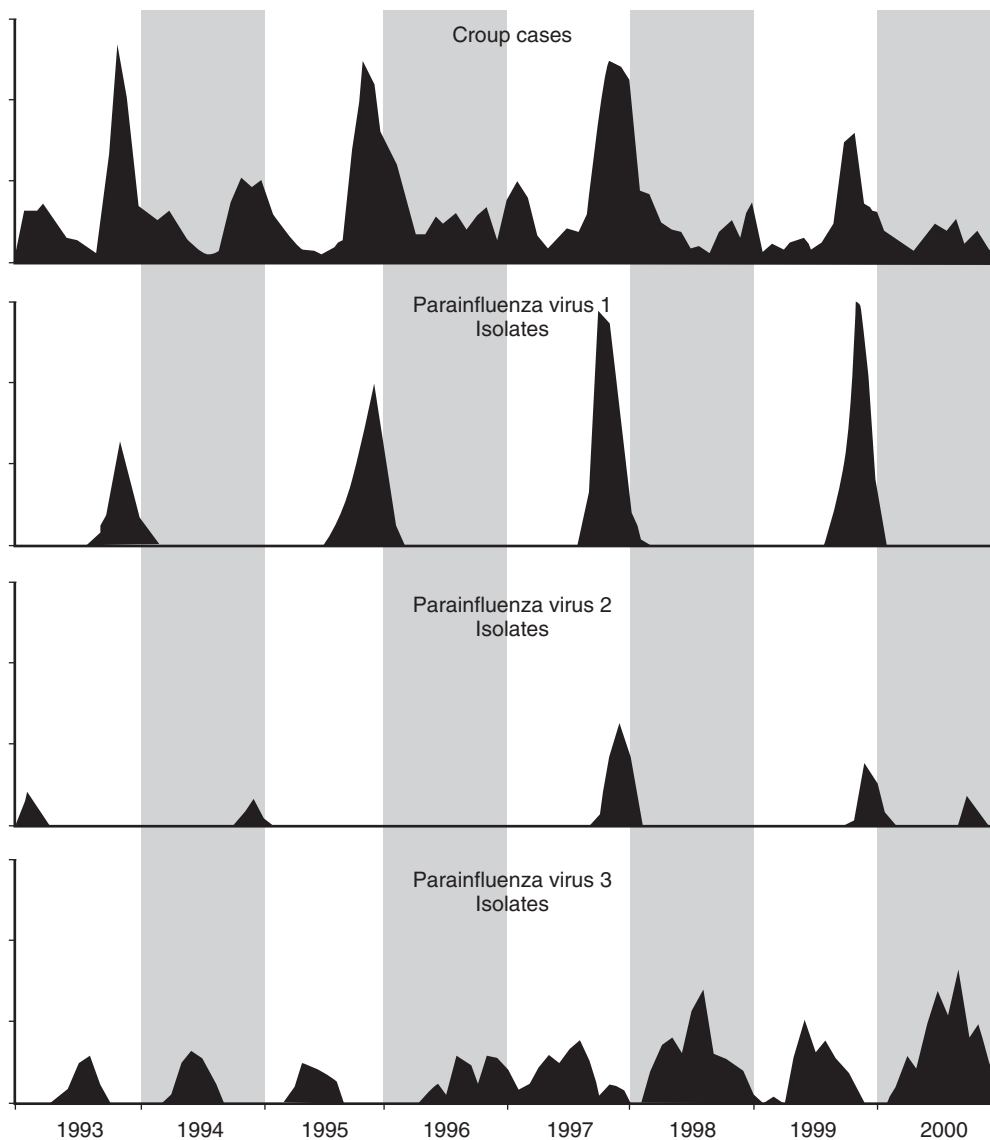 Croup cases
Parainfluenza virus 1
Isolates
Parainfluenza virus 2
Isolates
Parainfluenza virus 3
Isolates
1993 1994 1995 1996 1997 1998 1999 2000